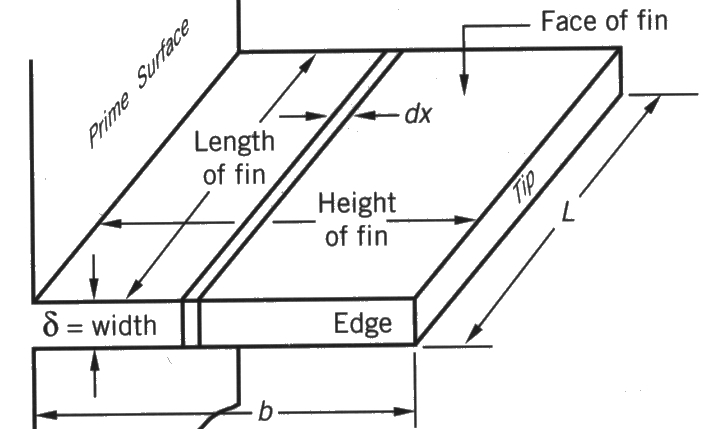 Face of fin
Prime Surface
dx
Length
of fin
Height
of fin
Tip
L
δ = width
Edge
b